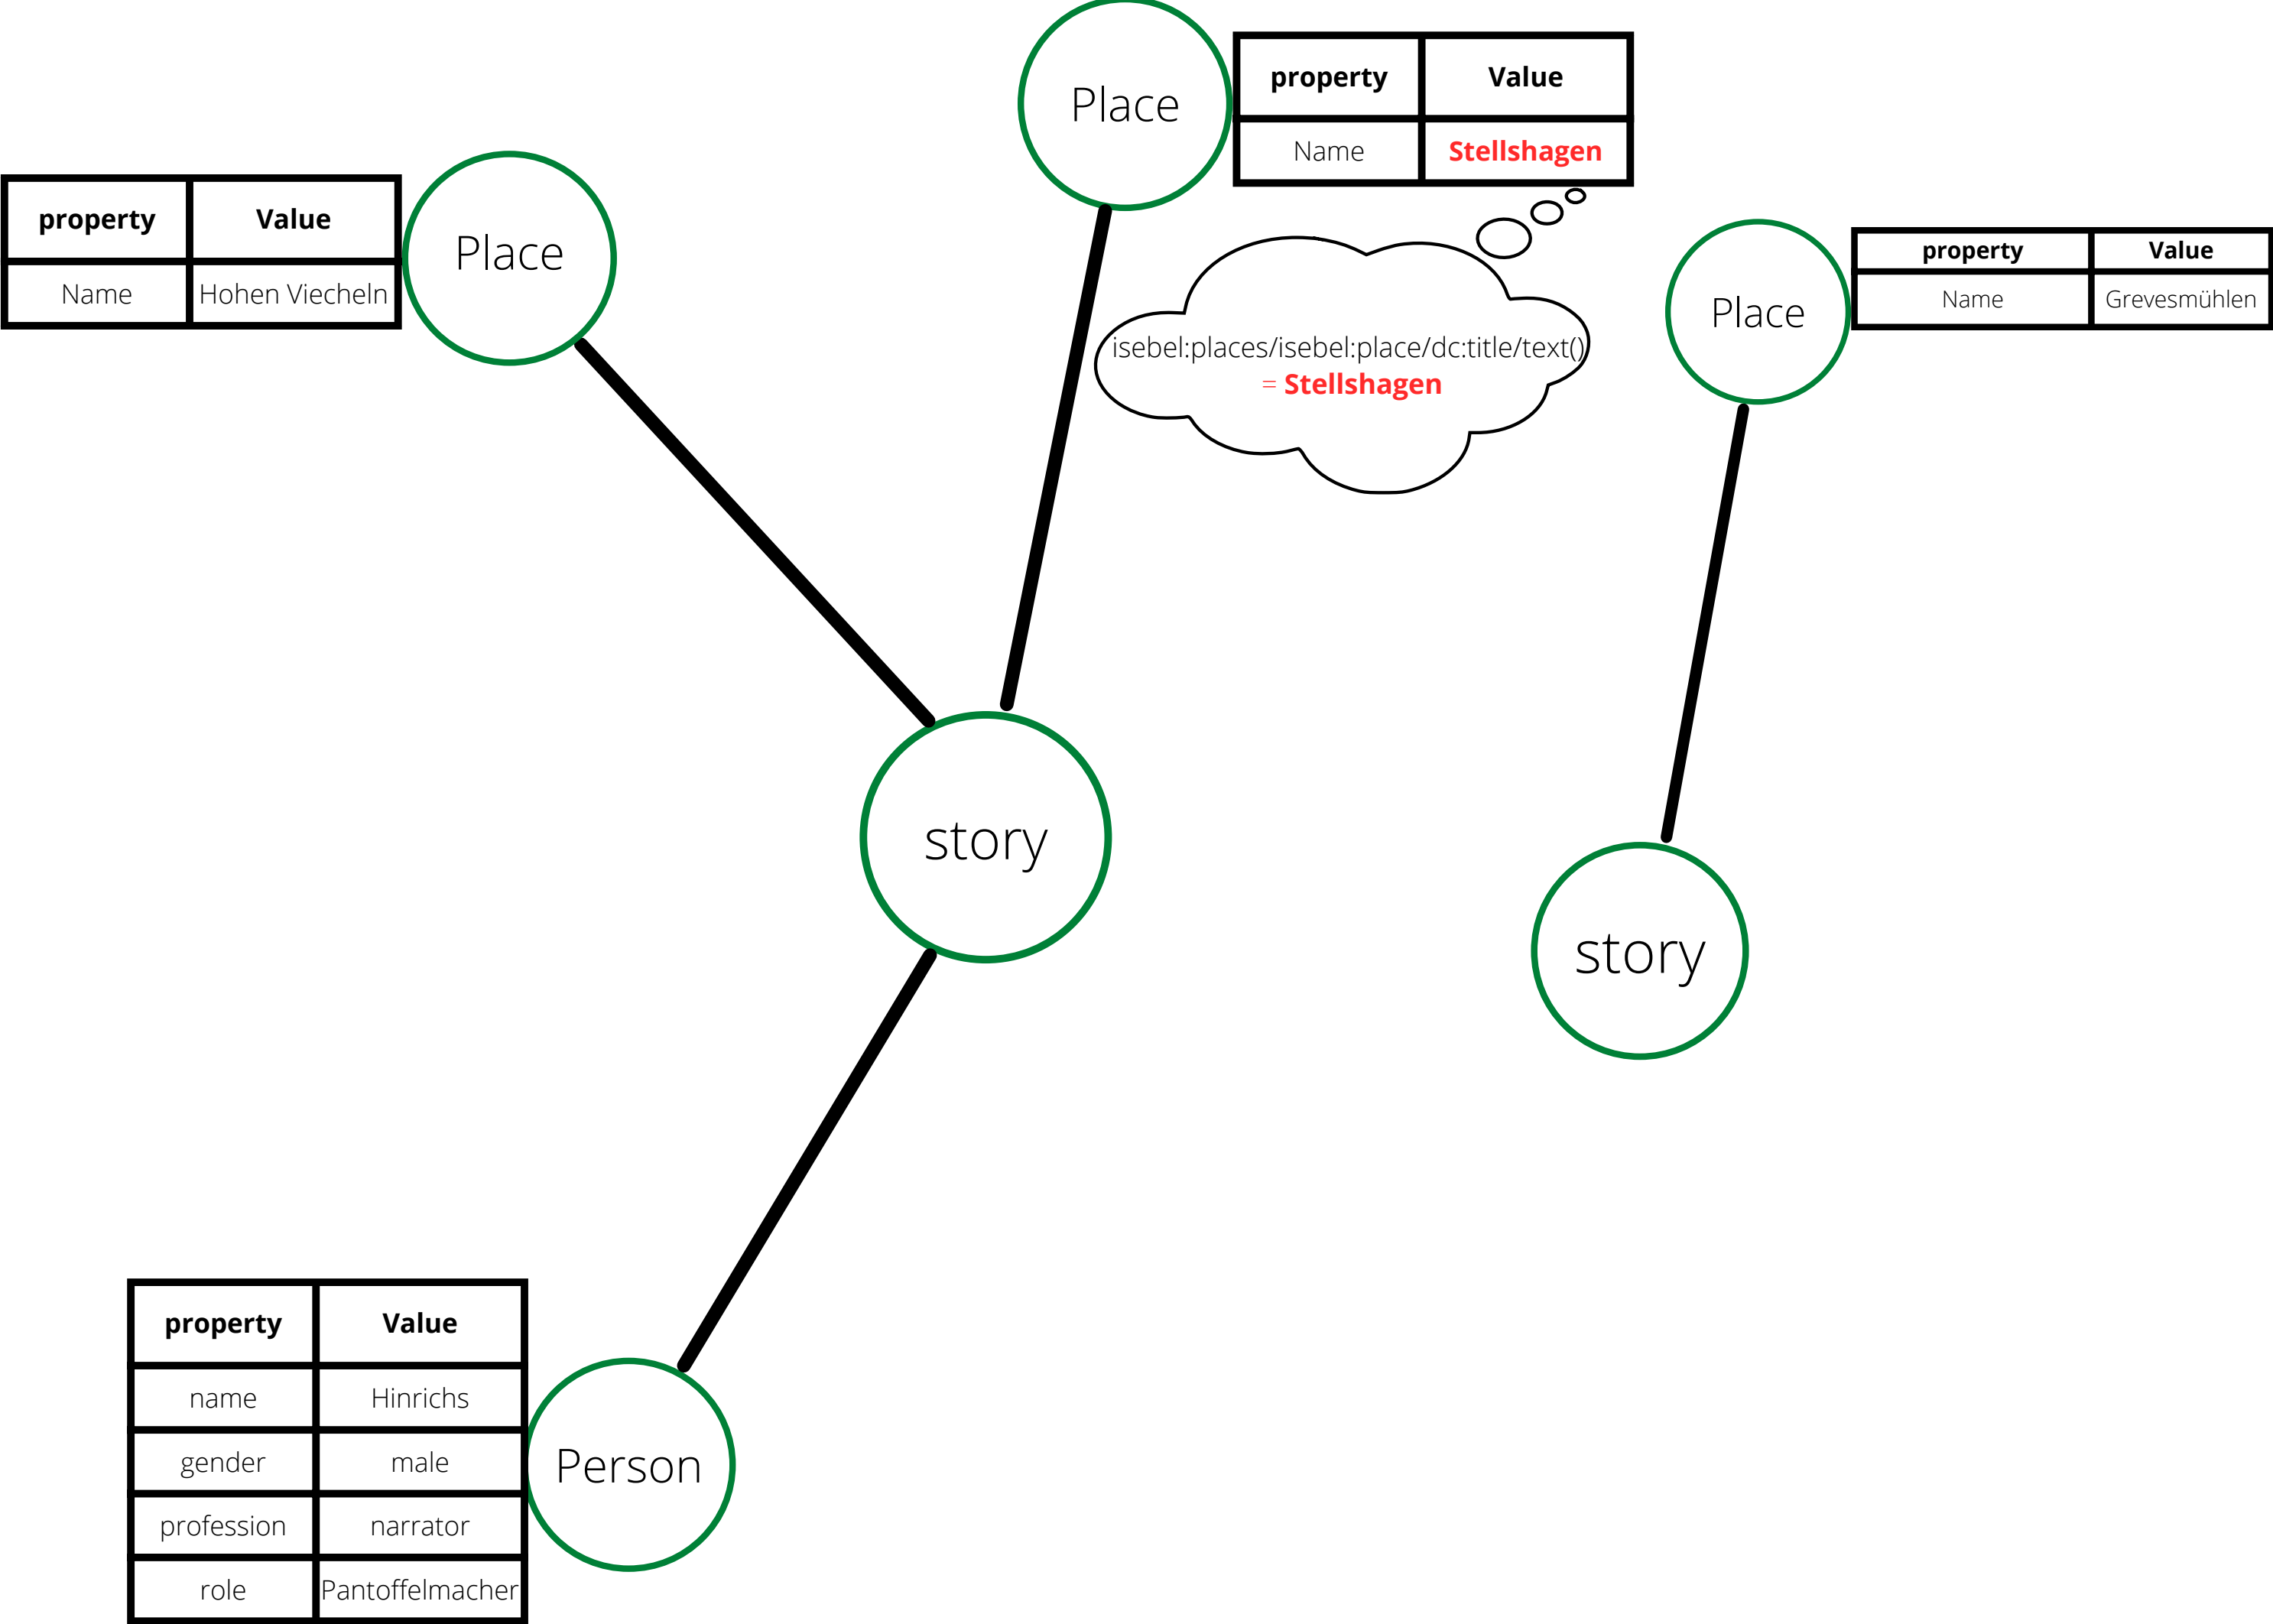 Place
property Value
Name Stellshagen
property Value
Name Hohen Viecheln
Place
Place
property Value
Name Grevesmühlen
isebel:places/isebel:place/dc:title/text()
= Stellshagen
story
story
property Value
name Hinrichs
gender male
profession narrator
role Pantoffelmacher
Person